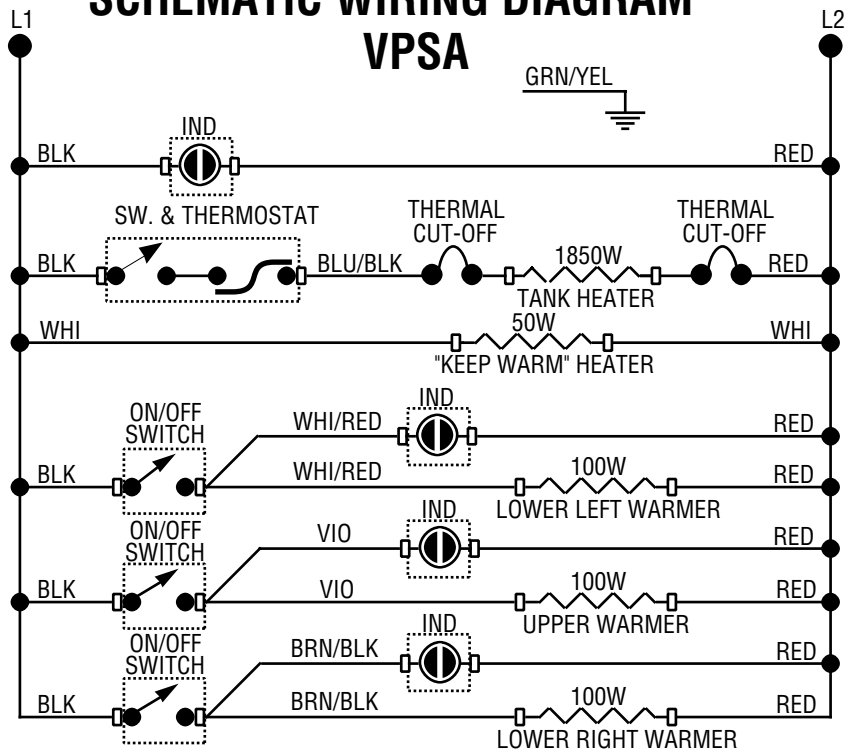 SCHEMATIC WIRING DIAGRAM
VPSA
L1
L2
GRN/YEL
IND
BLK
RED
SW. & THERMOSTAT
THERMAL
CUT-OFF
THERMAL
CUT-OFF
BLK
BLU/BLK
1850W
RED
TANK HEATER
WHI
50W
WHI
"KEEP WARM" HEATER
ON/OFF
SWITCH
IND
WHI/RED
RED
BLK
WHI/RED
100W
RED
LOWER LEFT WARMER
ON/OFF
SWITCH
IND
VIO
RED
BLK
VIO
100W
RED
UPPER WARMER
ON/OFF
SWITCH
IND
BRN/BLK
RED
BLK
BRN/BLK
100W
RED
LOWER RIGHT WARMER